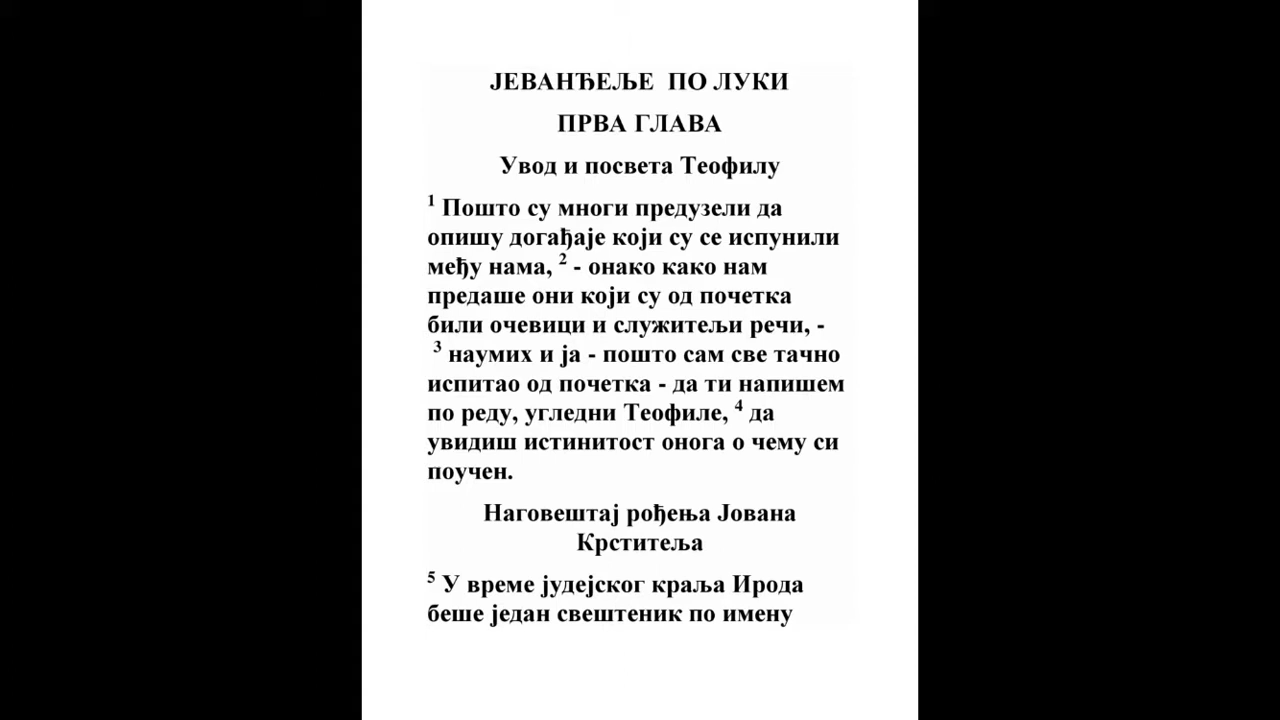 ЈЕВАНЂЕЉЕ ПО ЛУКИ
ПРВА ГЛАВА
Увод и посвета Теофилу
1 Пошто су многи предузели да
опишу догађаје који су се испунили
међу нама, 2 - онако како нам
предаше они који су од почетка
били очевици и служитељи речи, -
3 наумих и ја - пошто сам све тачно
испитао од почетка - да ти напишем
по реду, угледни Теофиле, 4 да
увидиш истинитост онога о чему си
поучен.
Наговештај рођења Јована
Крститеља
5 У време јудејског краља Ирода
беше један свештеник по имену